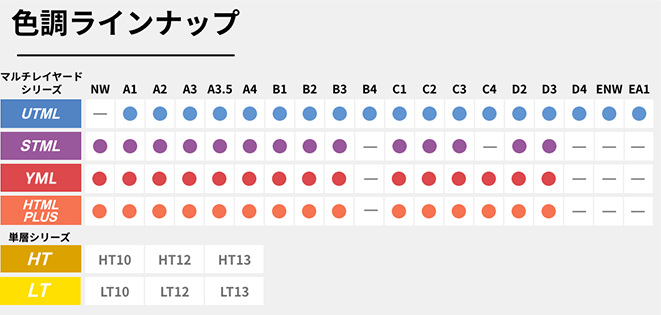 色調ラインナップ
マルチレイヤード
シリーズ
NW A1 A2 A3 A3.5 A4 B1 B2 B3 B4 C1 C2 C3 C4 D2 D3 D4 ENW EA1
UTML —
STML — — — — —
YML — — — —
HTML
PLUS — — — —
単層シリーズ
HT HT10 HT12 HT13
LT LT10 LT12 LT13